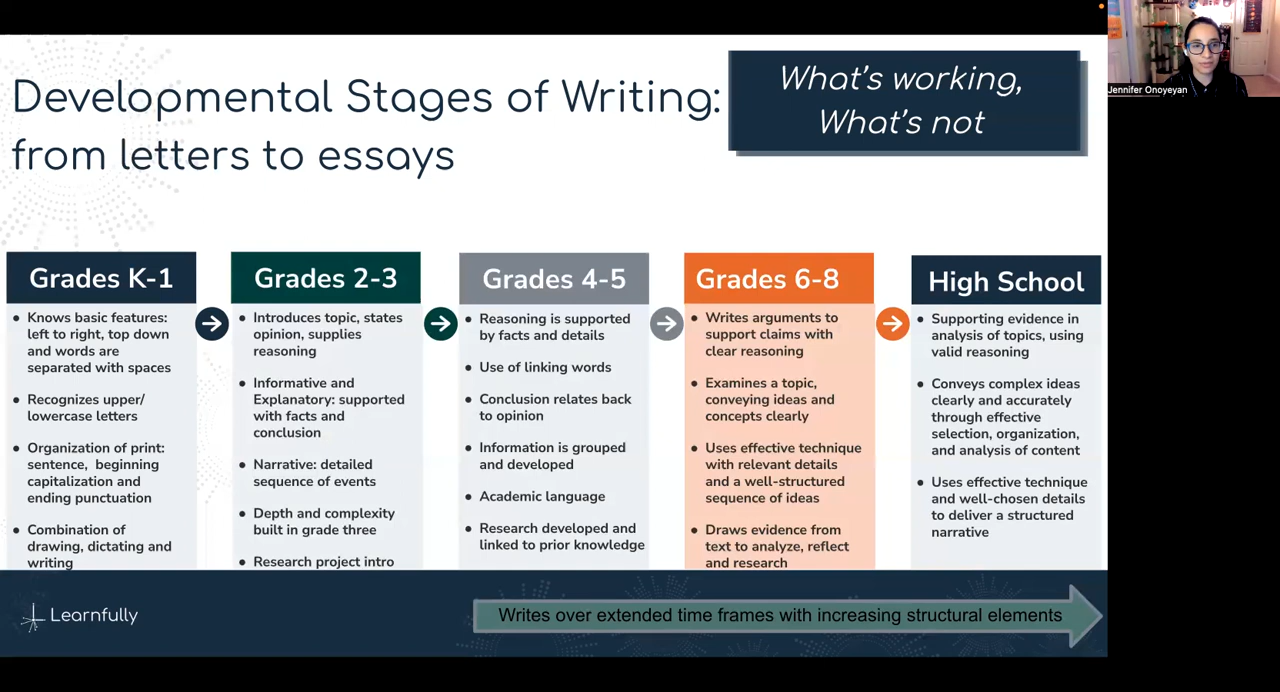 Developmental Stages of Writing:
from letters to essays
What's working,
What's not
Jennifer Onoyeyan
Grades K-1
• Knows basic features:
left to right, top down
and words are
separated with spaces
• Recognizes upper/
lowercase letters
• Organization of print:
sentence, beginning
capitalization and
ending punctuation
• Combination of
drawing, dictating and
writing
Grades 2-3
• Introduces topic, states
opinion, supplies
reasoning
• Informative and
Explanatory: supported
with facts and
conclusion
• Narrative: detailed
sequence of events
• Depth and complexity
built in grade three
• Research project intro
Grades 4-5
• Reasoning is supported
by facts and details
• Use of linking words
• Conclusion relates back
to opinion
• Information is grouped
and developed
• Academic language
• Research developed and
linked to prior knowledge
Grades 6-8
• Writes arguments to
support claims with
clear reasoning
• Examines a topic,
conveying ideas and
concepts clearly
• Uses effective technique
with relevant details
and a well-structured
sequence of ideas
• Draws evidence from
text to analyze, reflect
and research
High School
• Supporting evidence in
analysis of topics, using
valid reasoning
• Conveys complex ideas
clearly and accurately
through effective
selection, organization,
and analysis of content
• Uses effective technique
and well-chosen details
to deliver a structured
narrative
Learnfully
Writes over extended time frames with increasing structural elements